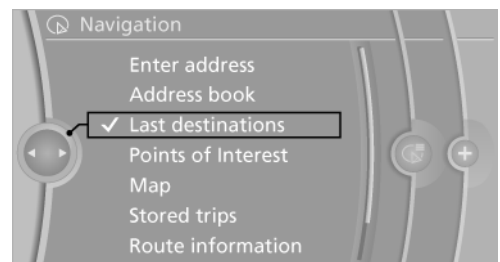 Navigation
Enter address
Address book
Last destinations
Points of Interest
Map
Stored trips
Route information